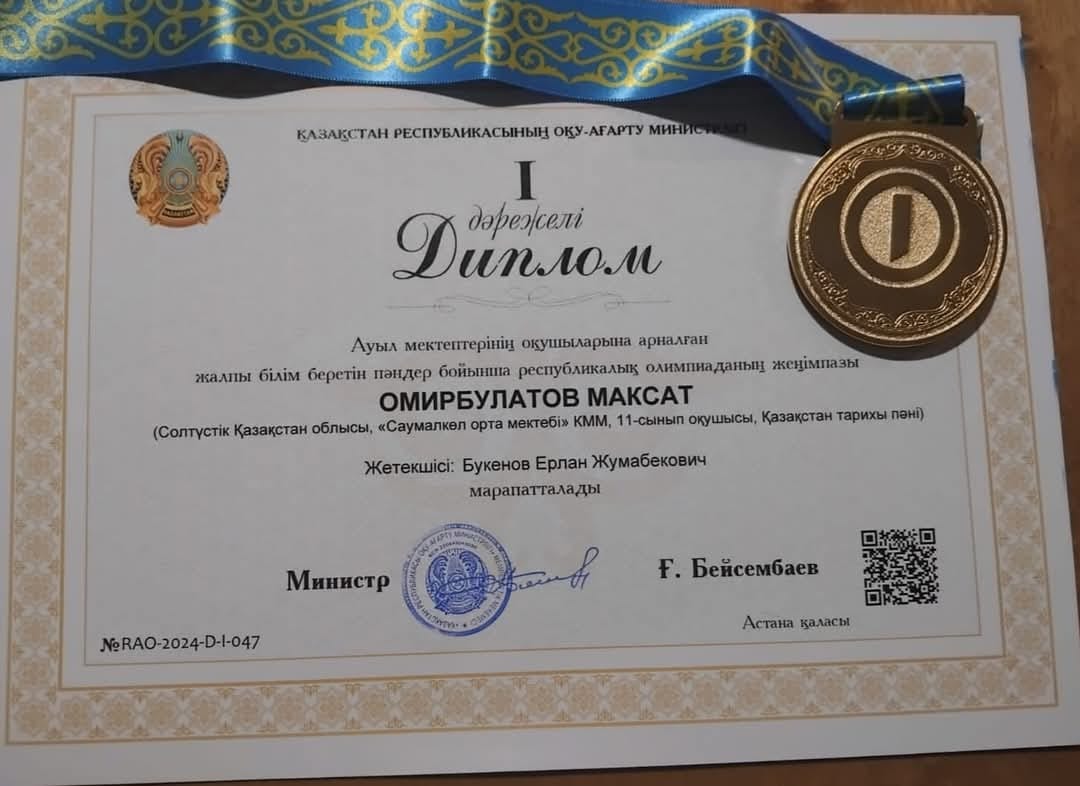 ҚАЗАҚСТАН РЕСПУБЛИКАСЫНЫҢ ОҚУ-АҒАРТУ МИНИСТРЛІГІ
I
дәрежелі
Диплом
Ауыл мектептерінің оқушыларына арналған
жалпы білім беретін пәндер бойынша республикалық олимпиаданың жеңімпазы
ОМИРБУЛАТОВ МАКСАТ
(Солтүстік Қазақстан облысы, «Саумалкөл орта мектебі» КММ, 11-сынып оқушысы, Қазақстан тарихы пәні)
Жетекшісі: Букенов Ерлан Жумабекович
марапатталады
Министр
Ғ. Бейсембаев
Астана қаласы
№RAO-2024-D-I-047